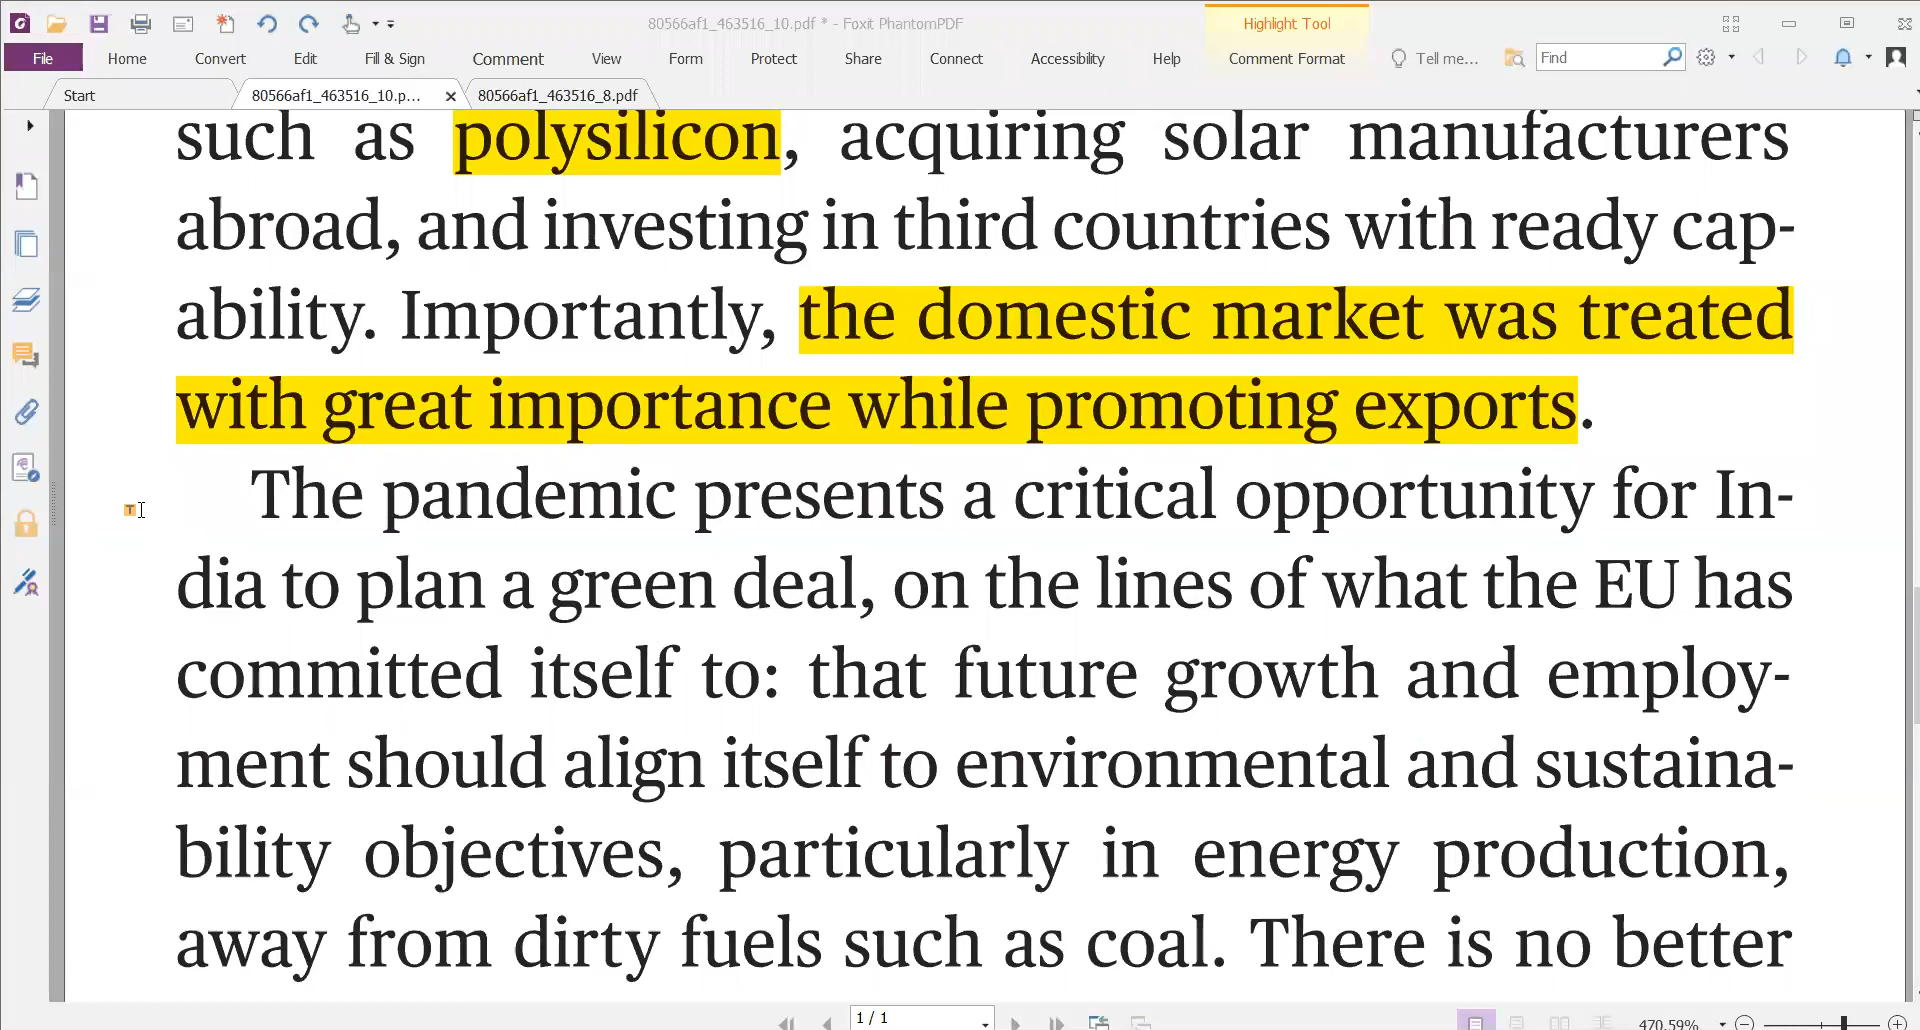 80566af1_463516_10.pdf * - Foxit PhantomPDF
Highlight Tool
File Home Convert Edit Fill & Sign Comment View Form Protect Share Connect Accessibility Help Comment Format Tell me... Find
Start 80566af1_463516_10.p... 80566af1_463516_8.pdf
such as polysilicon, acquiring solar manufacturers
abroad, and investing in third countries with ready cap-
ability. Importantly, the domestic market was treated
with great importance while promoting exports.
The pandemic presents a critical opportunity for In-
dia to plan a green deal, on the lines of what the EU has
committed itself to: that future growth and employ-
ment should align itself to environmental and sustaina-
bility objectives, particularly in energy production,
away from dirty fuels such as coal. There is no better
1 / 1 470.59%